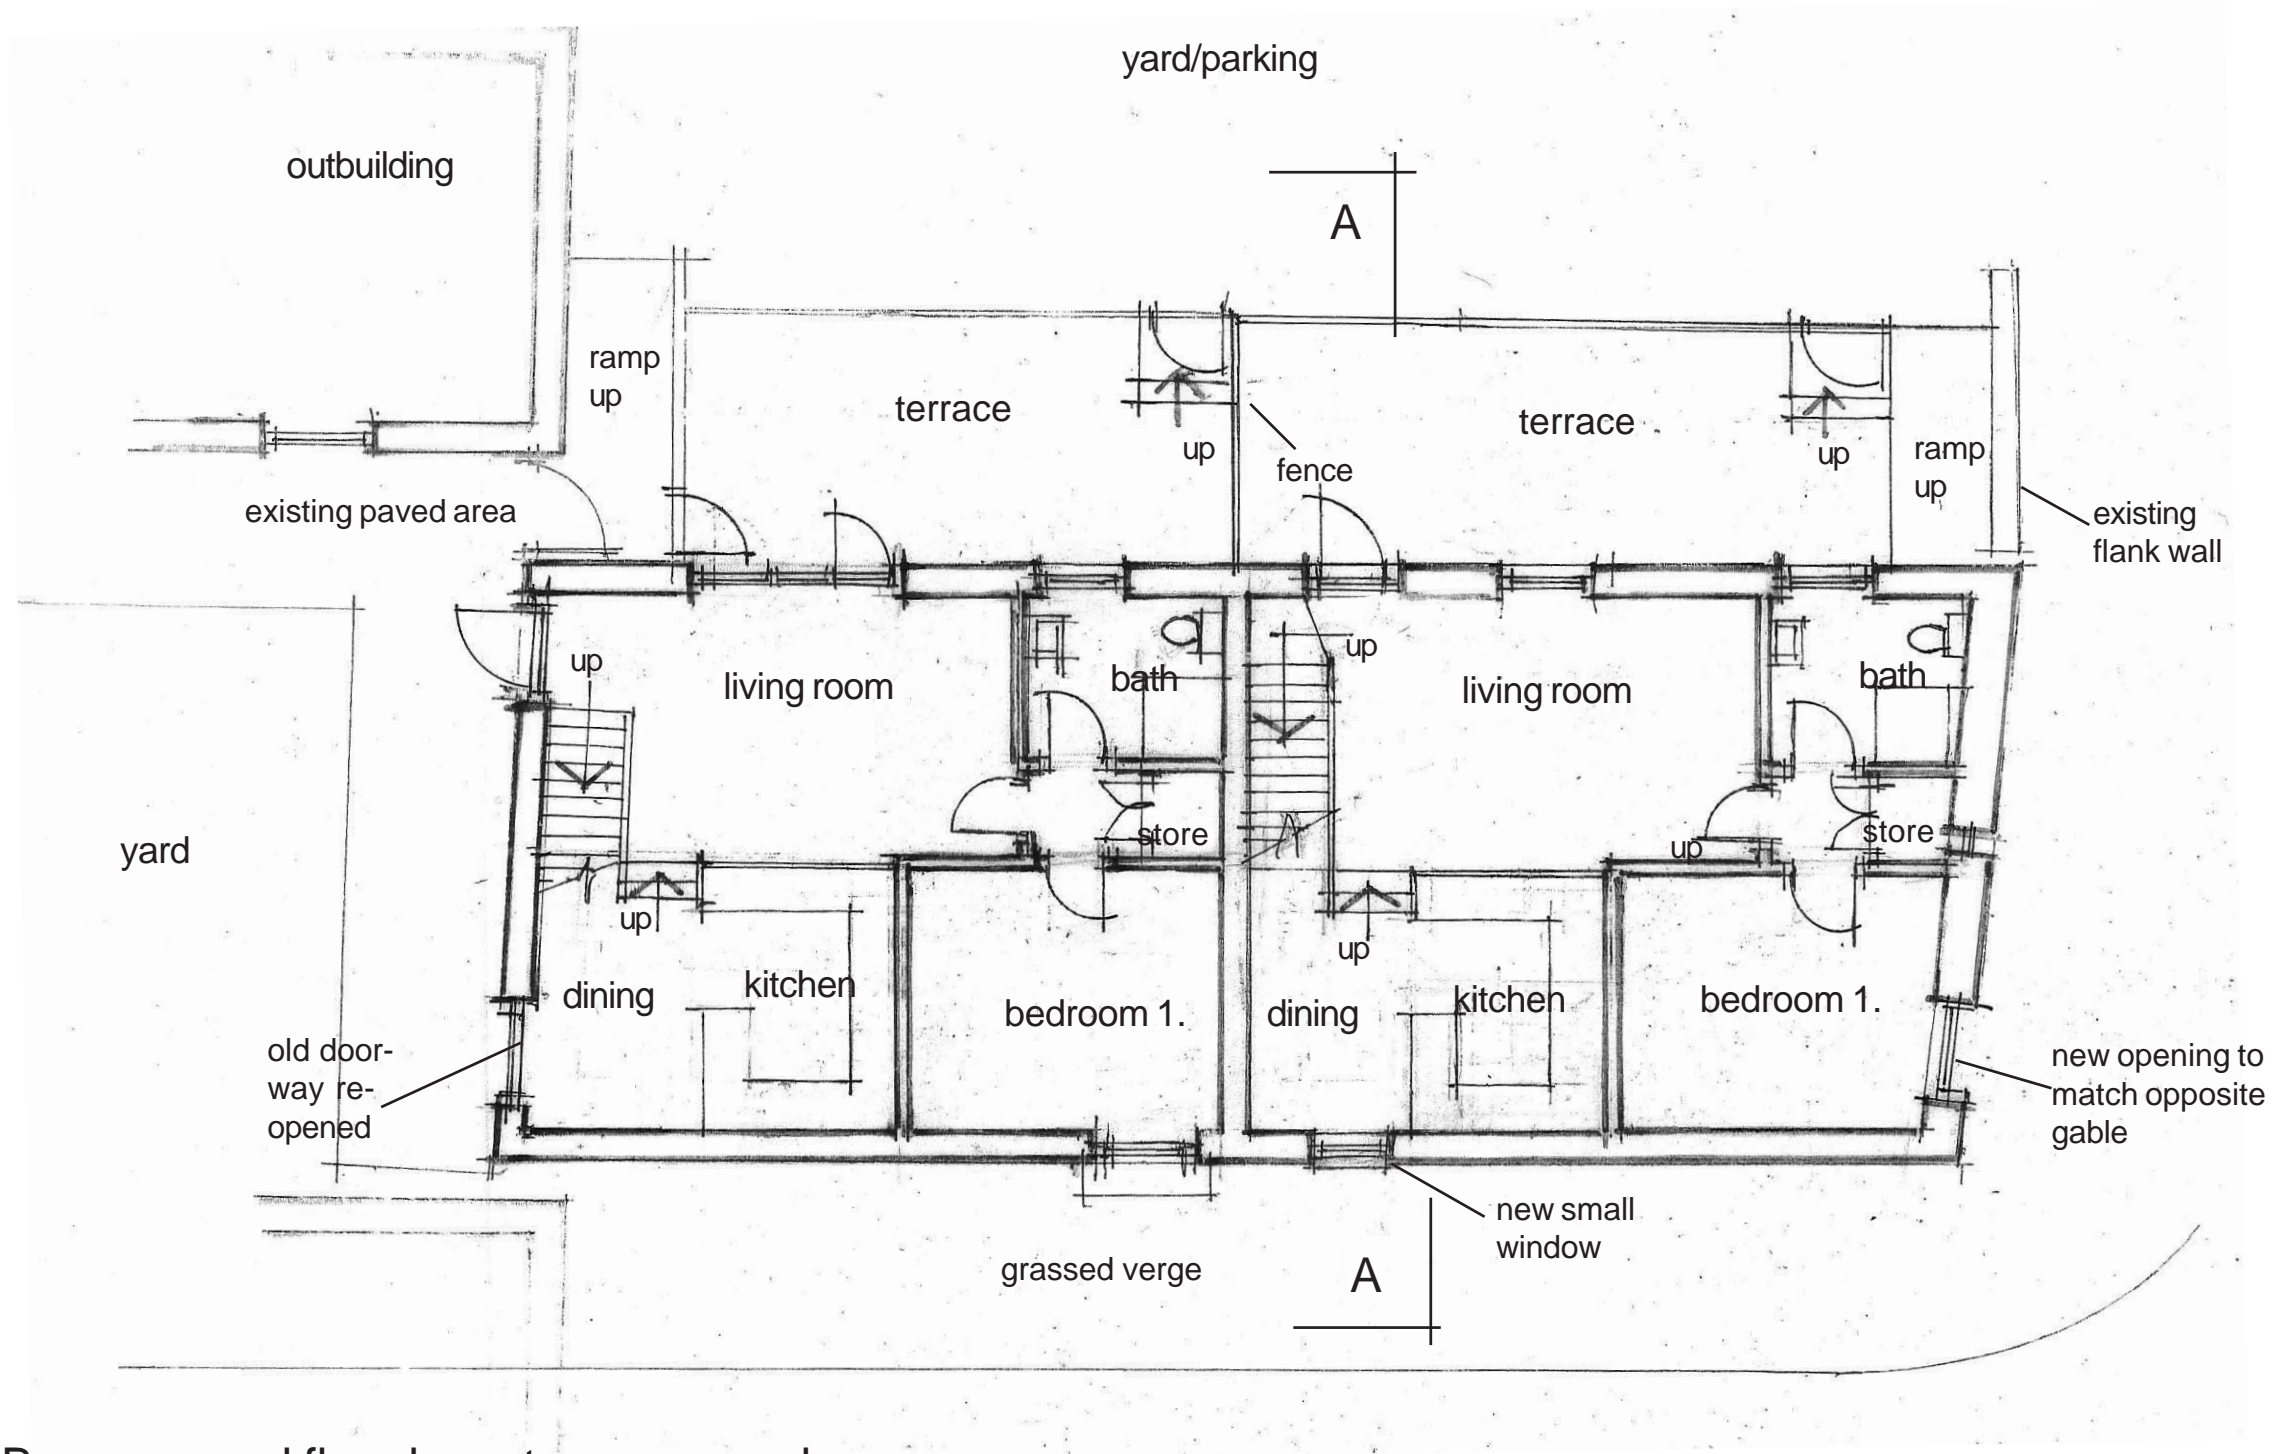 yard/parking
outbuilding
A
ramp
up
terrace
terrace
up
fence
up
ramp
up
existing paved area
existing
flank wall
up
living room
bath
up
living room
bath
yard
store
up
store
up
up
dining
kitchen
bedroom 1.
dining
kitchen
bedroom 1.
old door-
way re-
opened
new opening to
match opposite
gable
new small
window
grassed verge
A